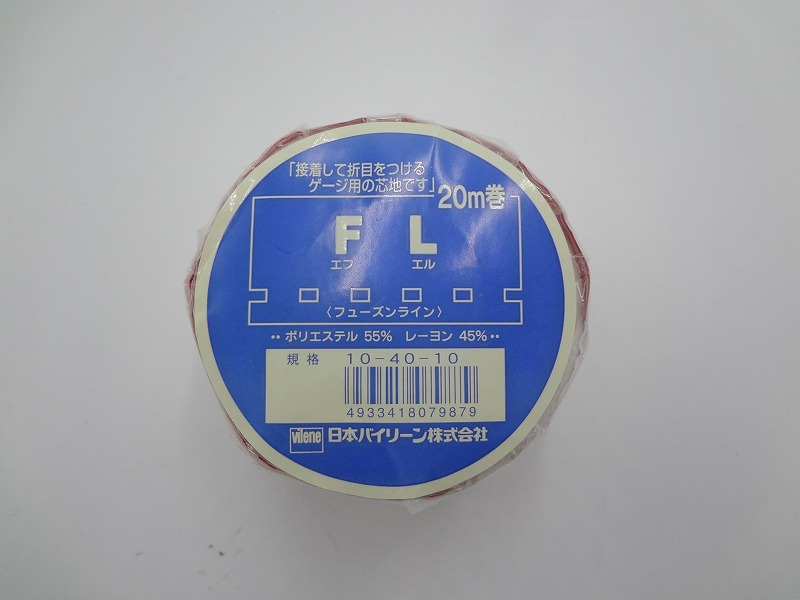 「接着して折目をつける
ゲージ用の芯地です」
20m巻
F L
エフ エル
〈フューズンライン〉
‥ポリエステル 55% レーヨン 45%‥
規格 10-40-10
4933418079879
vilene 日本バイリーン株式会社